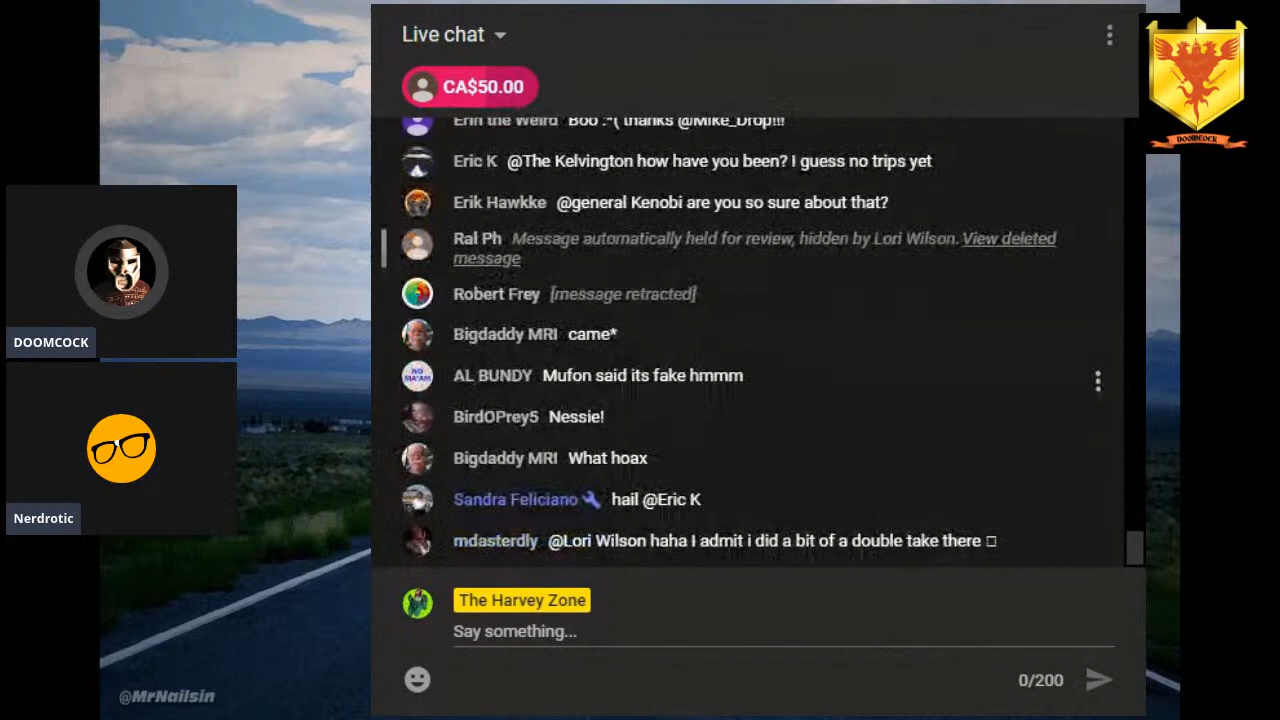 Live chat
CA$50.00
Erin the Weird Boo :*( thanks @Mike_Drop!!!
Eric K @The Kelvington how have you been? I guess no trips yet
Erik Hawkke @general Kenobi are you so sure about that?
Ral Ph Message automatically held for review, hidden by Lori Wilson. View deleted
message
Robert Frey [message retracted]
Bigdaddy MRI came*
NO MA'AM
AL BUNDY Mufon said its fake hmmm
BirdOPrey5 Nessie!
Bigdaddy MRI What hoax
Sandra Feliciano hail @Eric K
mdasterdly @Lori Wilson haha I admit i did a bit of a double take there □
The Harvey Zone
Say something...
0/200
DOOMCOCK
Nerdrotic
@MrNailsin
DOOMCOCK